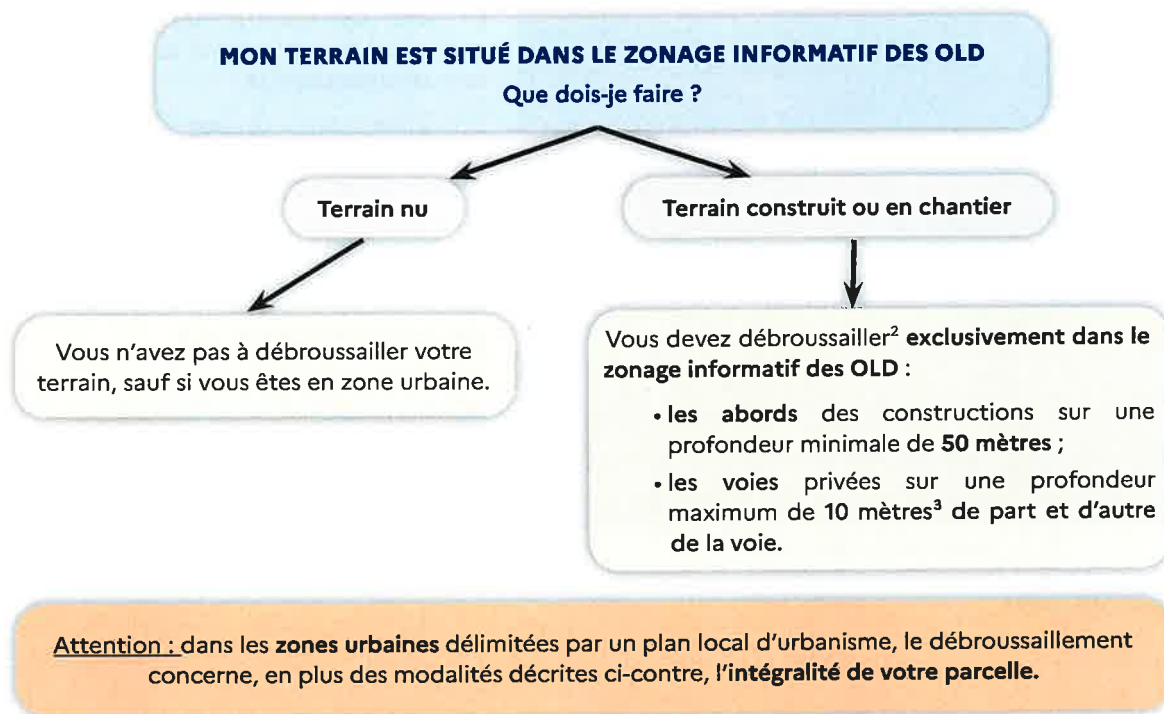 MON TERRAIN EST SITUÉ DANS LE ZONAGE INFORMATIF DES OLD
Que dois-je faire ?
Terrain nu
Terrain construit ou en chantier
Vous n'avez pas à débroussailler votre
terrain, sauf si vous êtes en zone urbaine.
Vous devez débroussailler² exclusivement dans le
zonage informatif des OLD :
• les abords des constructions sur une
profondeur minimale de 50 mètres ;
• les voies privées sur une profondeur
maximum de 10 mètres³ de part et d'autre
de la voie.
Attention : dans les zones urbaines délimitées par un plan local d'urbanisme, le débroussaillement
concerne, en plus des modalités décrites ci-contre, l'intégralité de votre parcelle.